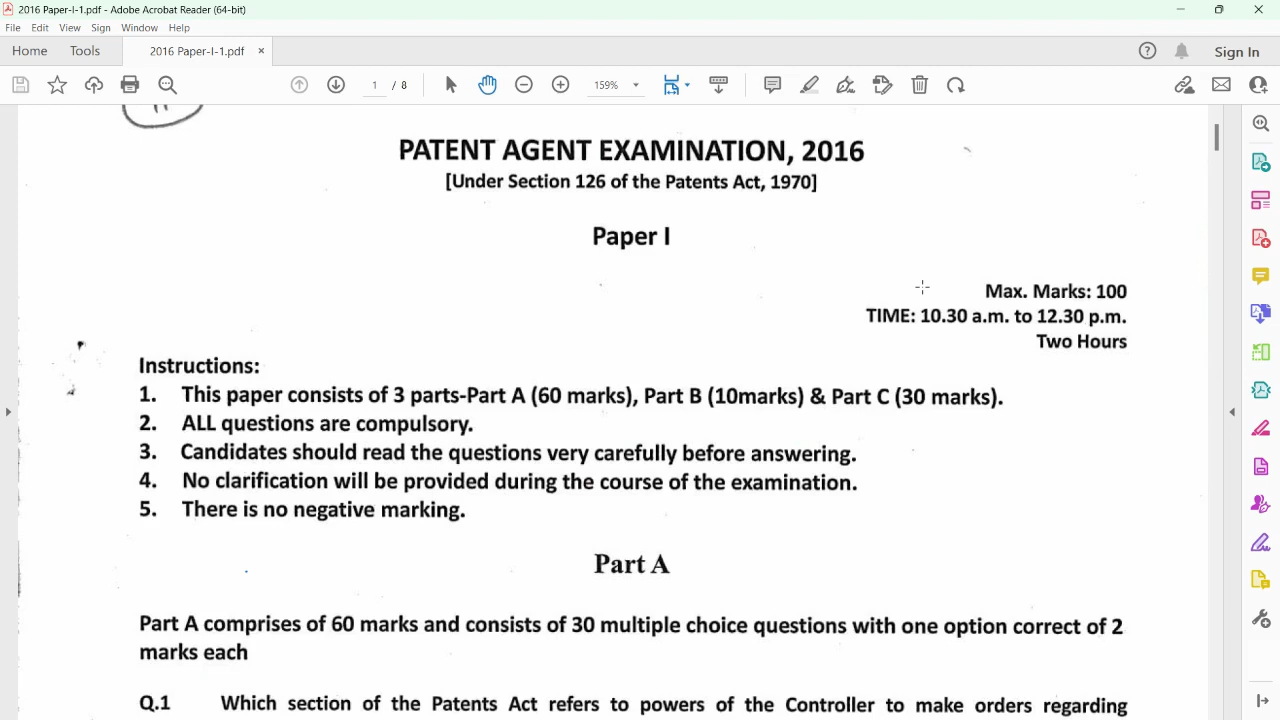 2016 Paper-I-1.pdf - Adobe Acrobat Reader (64-bit)
File Edit View Sign Window Help
Home Tools 2016 Paper-I-1.pdf × Sign In
1 / 8 159%
PATENT AGENT EXAMINATION, 2016
[Under Section 126 of the Patents Act, 1970]
Paper I
Max. Marks: 100
TIME: 10.30 a.m. to 12.30 p.m.
Two Hours
Instructions:
1. This paper consists of 3 parts-Part A (60 marks), Part B (10marks) & Part C (30 marks).
2. ALL questions are compulsory.
3. Candidates should read the questions very carefully before answering.
4. No clarification will be provided during the course of the examination.
5. There is no negative marking.
Part A
Part A comprises of 60 marks and consists of 30 multiple choice questions with one option correct of 2
marks each
Q.1 Which section of the Patents Act refers to powers of the Controller to make orders regarding